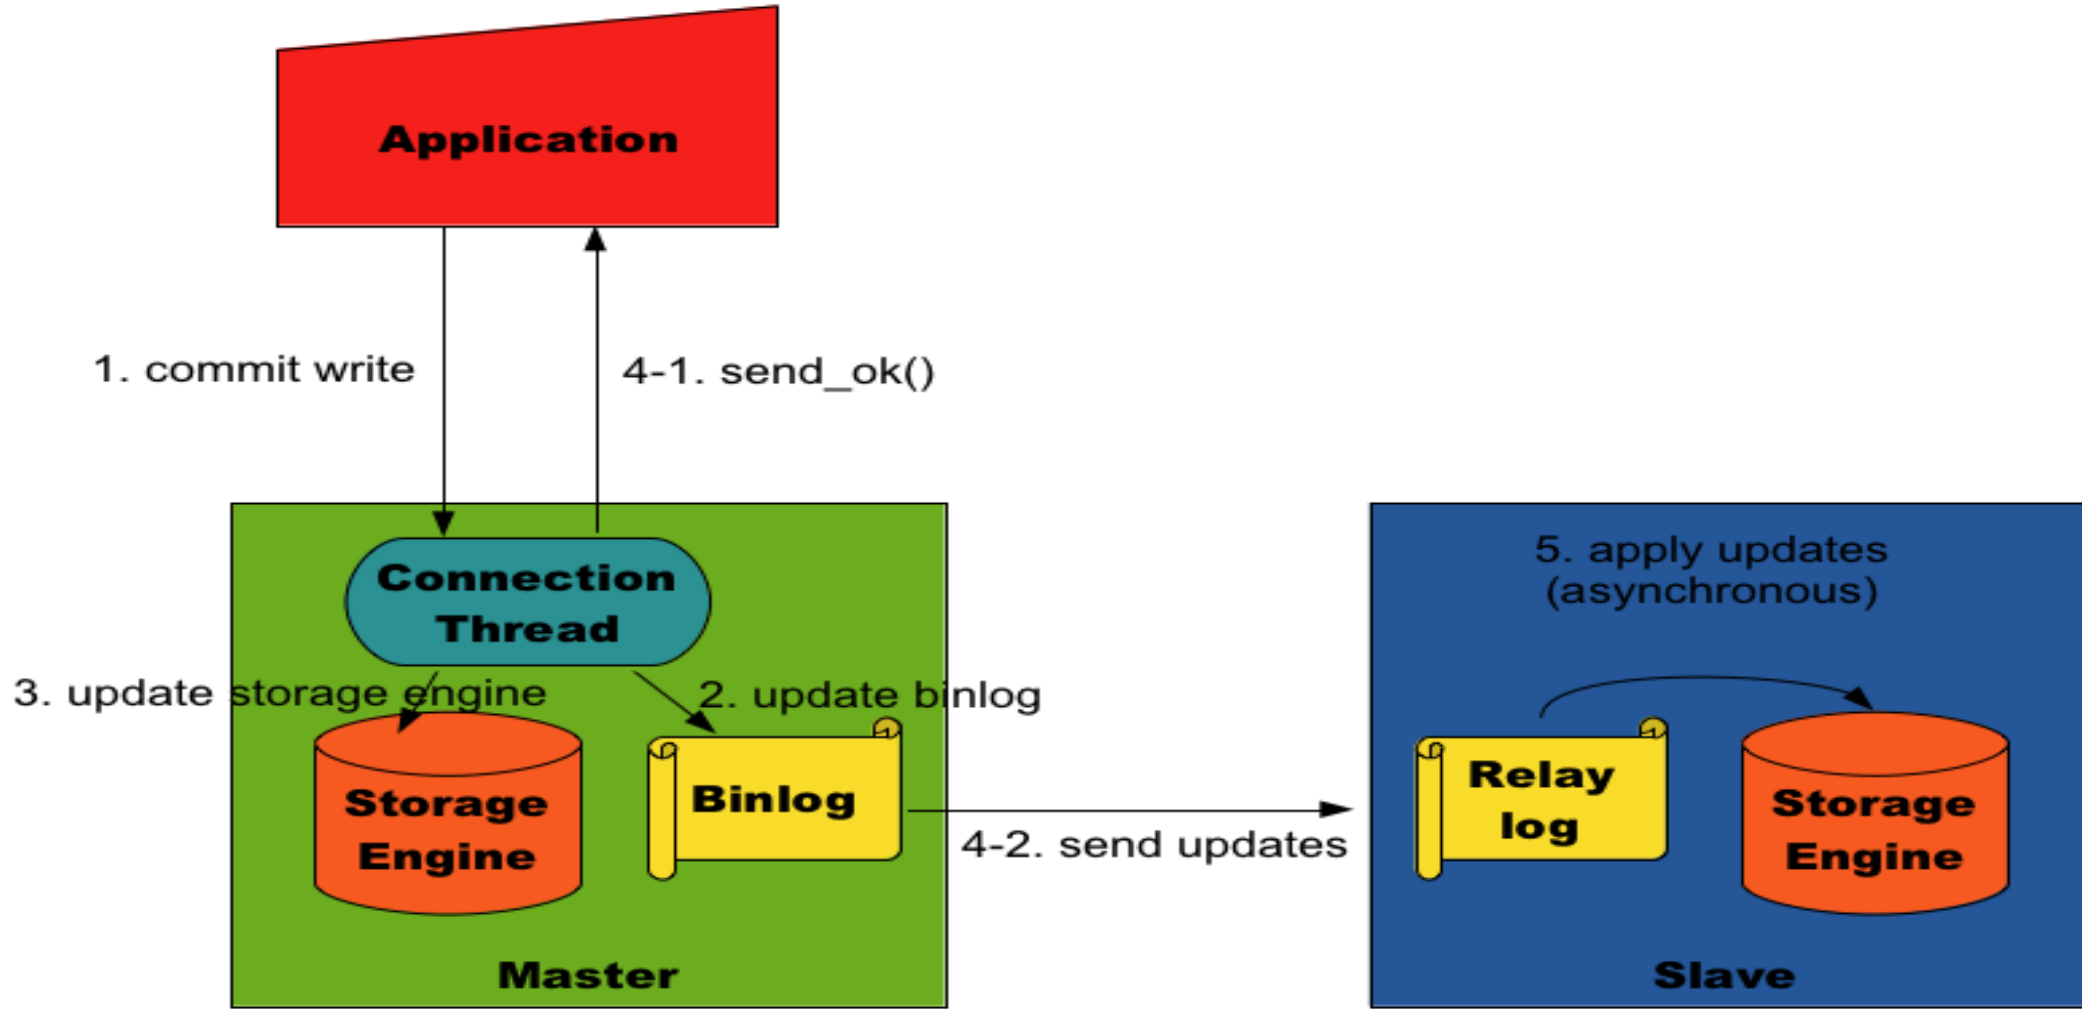 Application
1. commit write
4-1. send_ok()
Connection
Thread
3. update storage engine
2. update binlog
Storage
Engine
Binlog
4-2. send updates
Master
5. apply updates
(asynchronous)
Relay
log
Storage
Engine
Slave